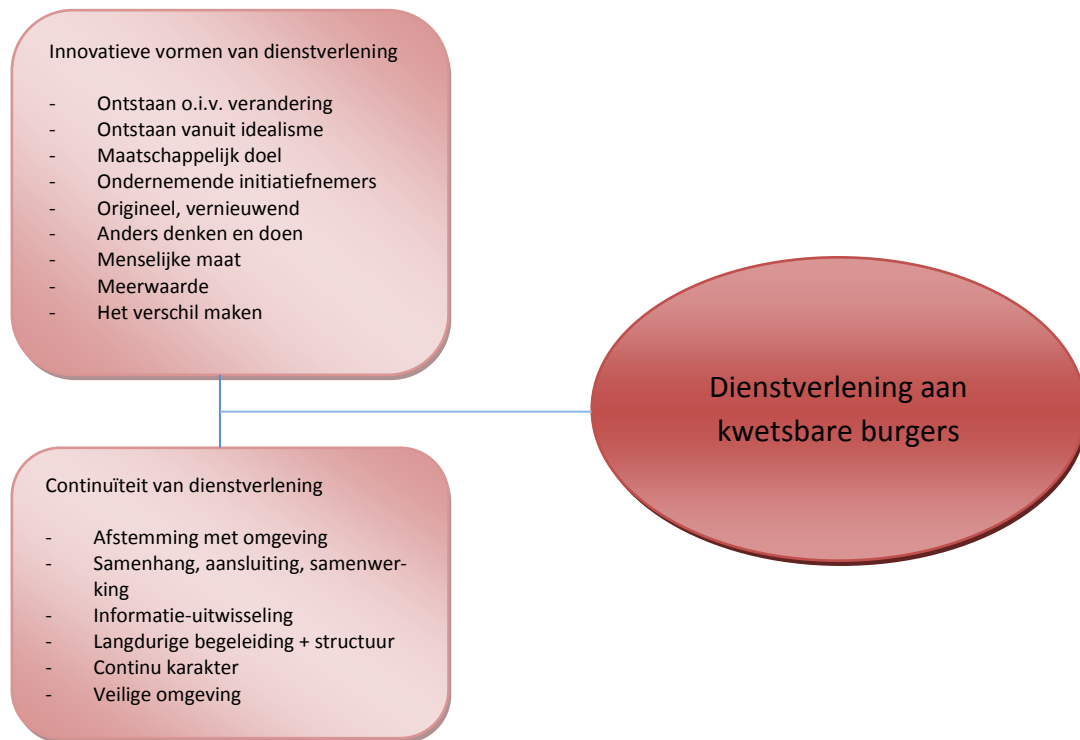 Innovatieve vormen van dienstverlening
- Ontstaan o.i.v. verandering
- Ontstaan vanuit idealisme
- Maatschappelijk doel
- Ondernemende initiatiefnemers
- Origineel, vernieuwend
- Anders denken en doen
- Menselijke maat
- Meerwaarde
- Het verschil maken
Dienstverlening aan
kwetsbare burgers
Continuïteit van dienstverlening
- Afstemming met omgeving
- Samenhang, aansluiting, samenwer-
king
- Informatie-uitwisseling
- Langdurige begeleiding + structuur
- Continu karakter
- Veilige omgeving